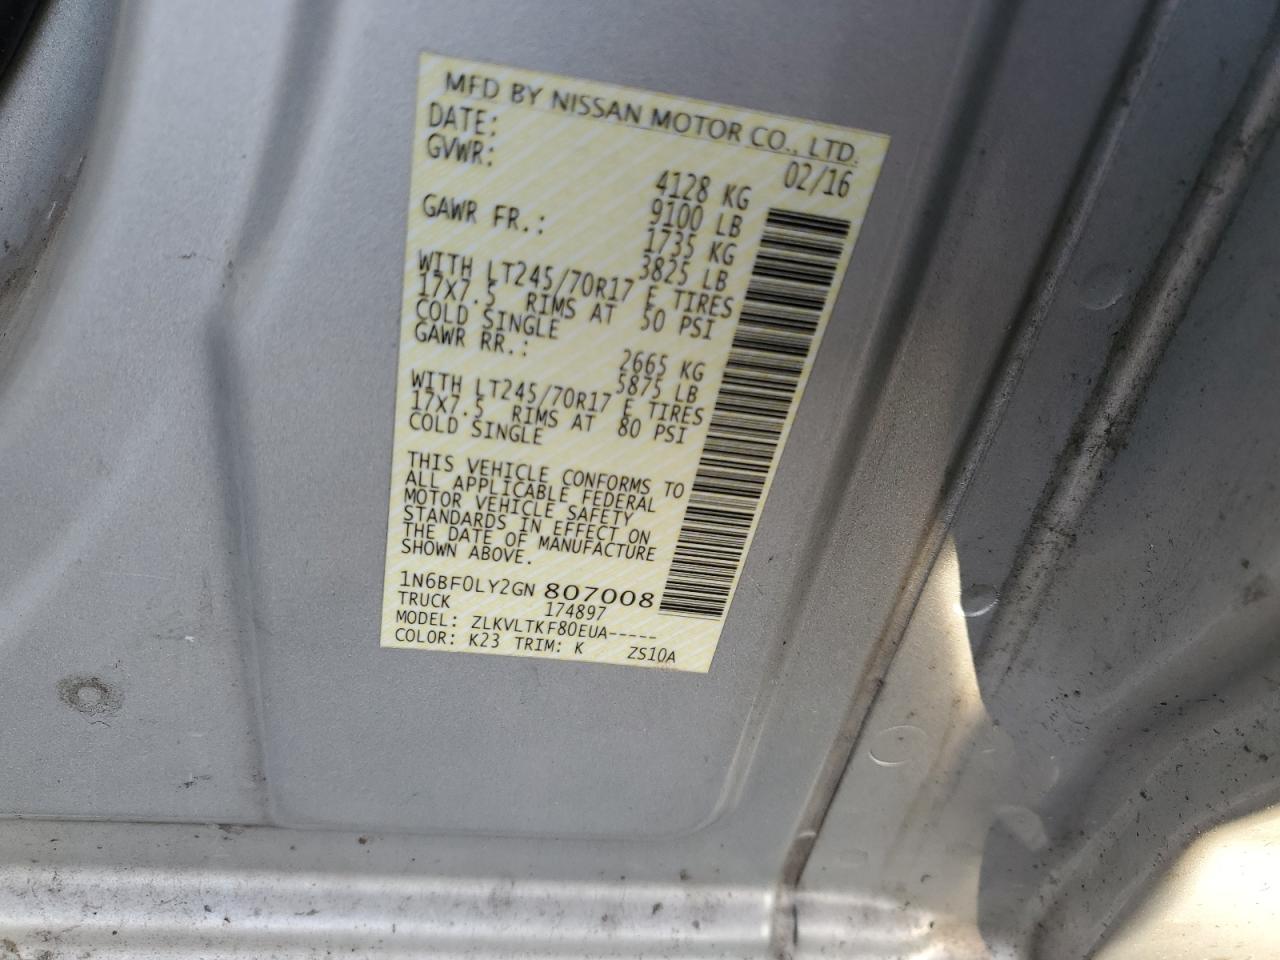 MFD BY NISSAN MOTOR CO., LTD.
DATE: 02/16
GVWR: 4128 KG
9100 LB
GAWR FR.: 1735 KG
3825 LB
WITH LT245/70R17 E TIRES
17X7.5 RIMS AT 50 PSI
COLD SINGLE
GAWR RR.: 2665 KG
5875 LB
WITH LT245/70R17 E TIRES
17X7.5 RIMS AT 80 PSI
COLD SINGLE
THIS VEHICLE CONFORMS TO
ALL APPLICABLE FEDERAL
MOTOR VEHICLE SAFETY
STANDARDS IN EFFECT ON
THE DATE OF MANUFACTURE
SHOWN ABOVE.
1N6BF0LY2GN 807008
TRUCK 174897
MODEL: ZLKVLTKF80EUA-----
COLOR: K23 TRIM: K ZS10A